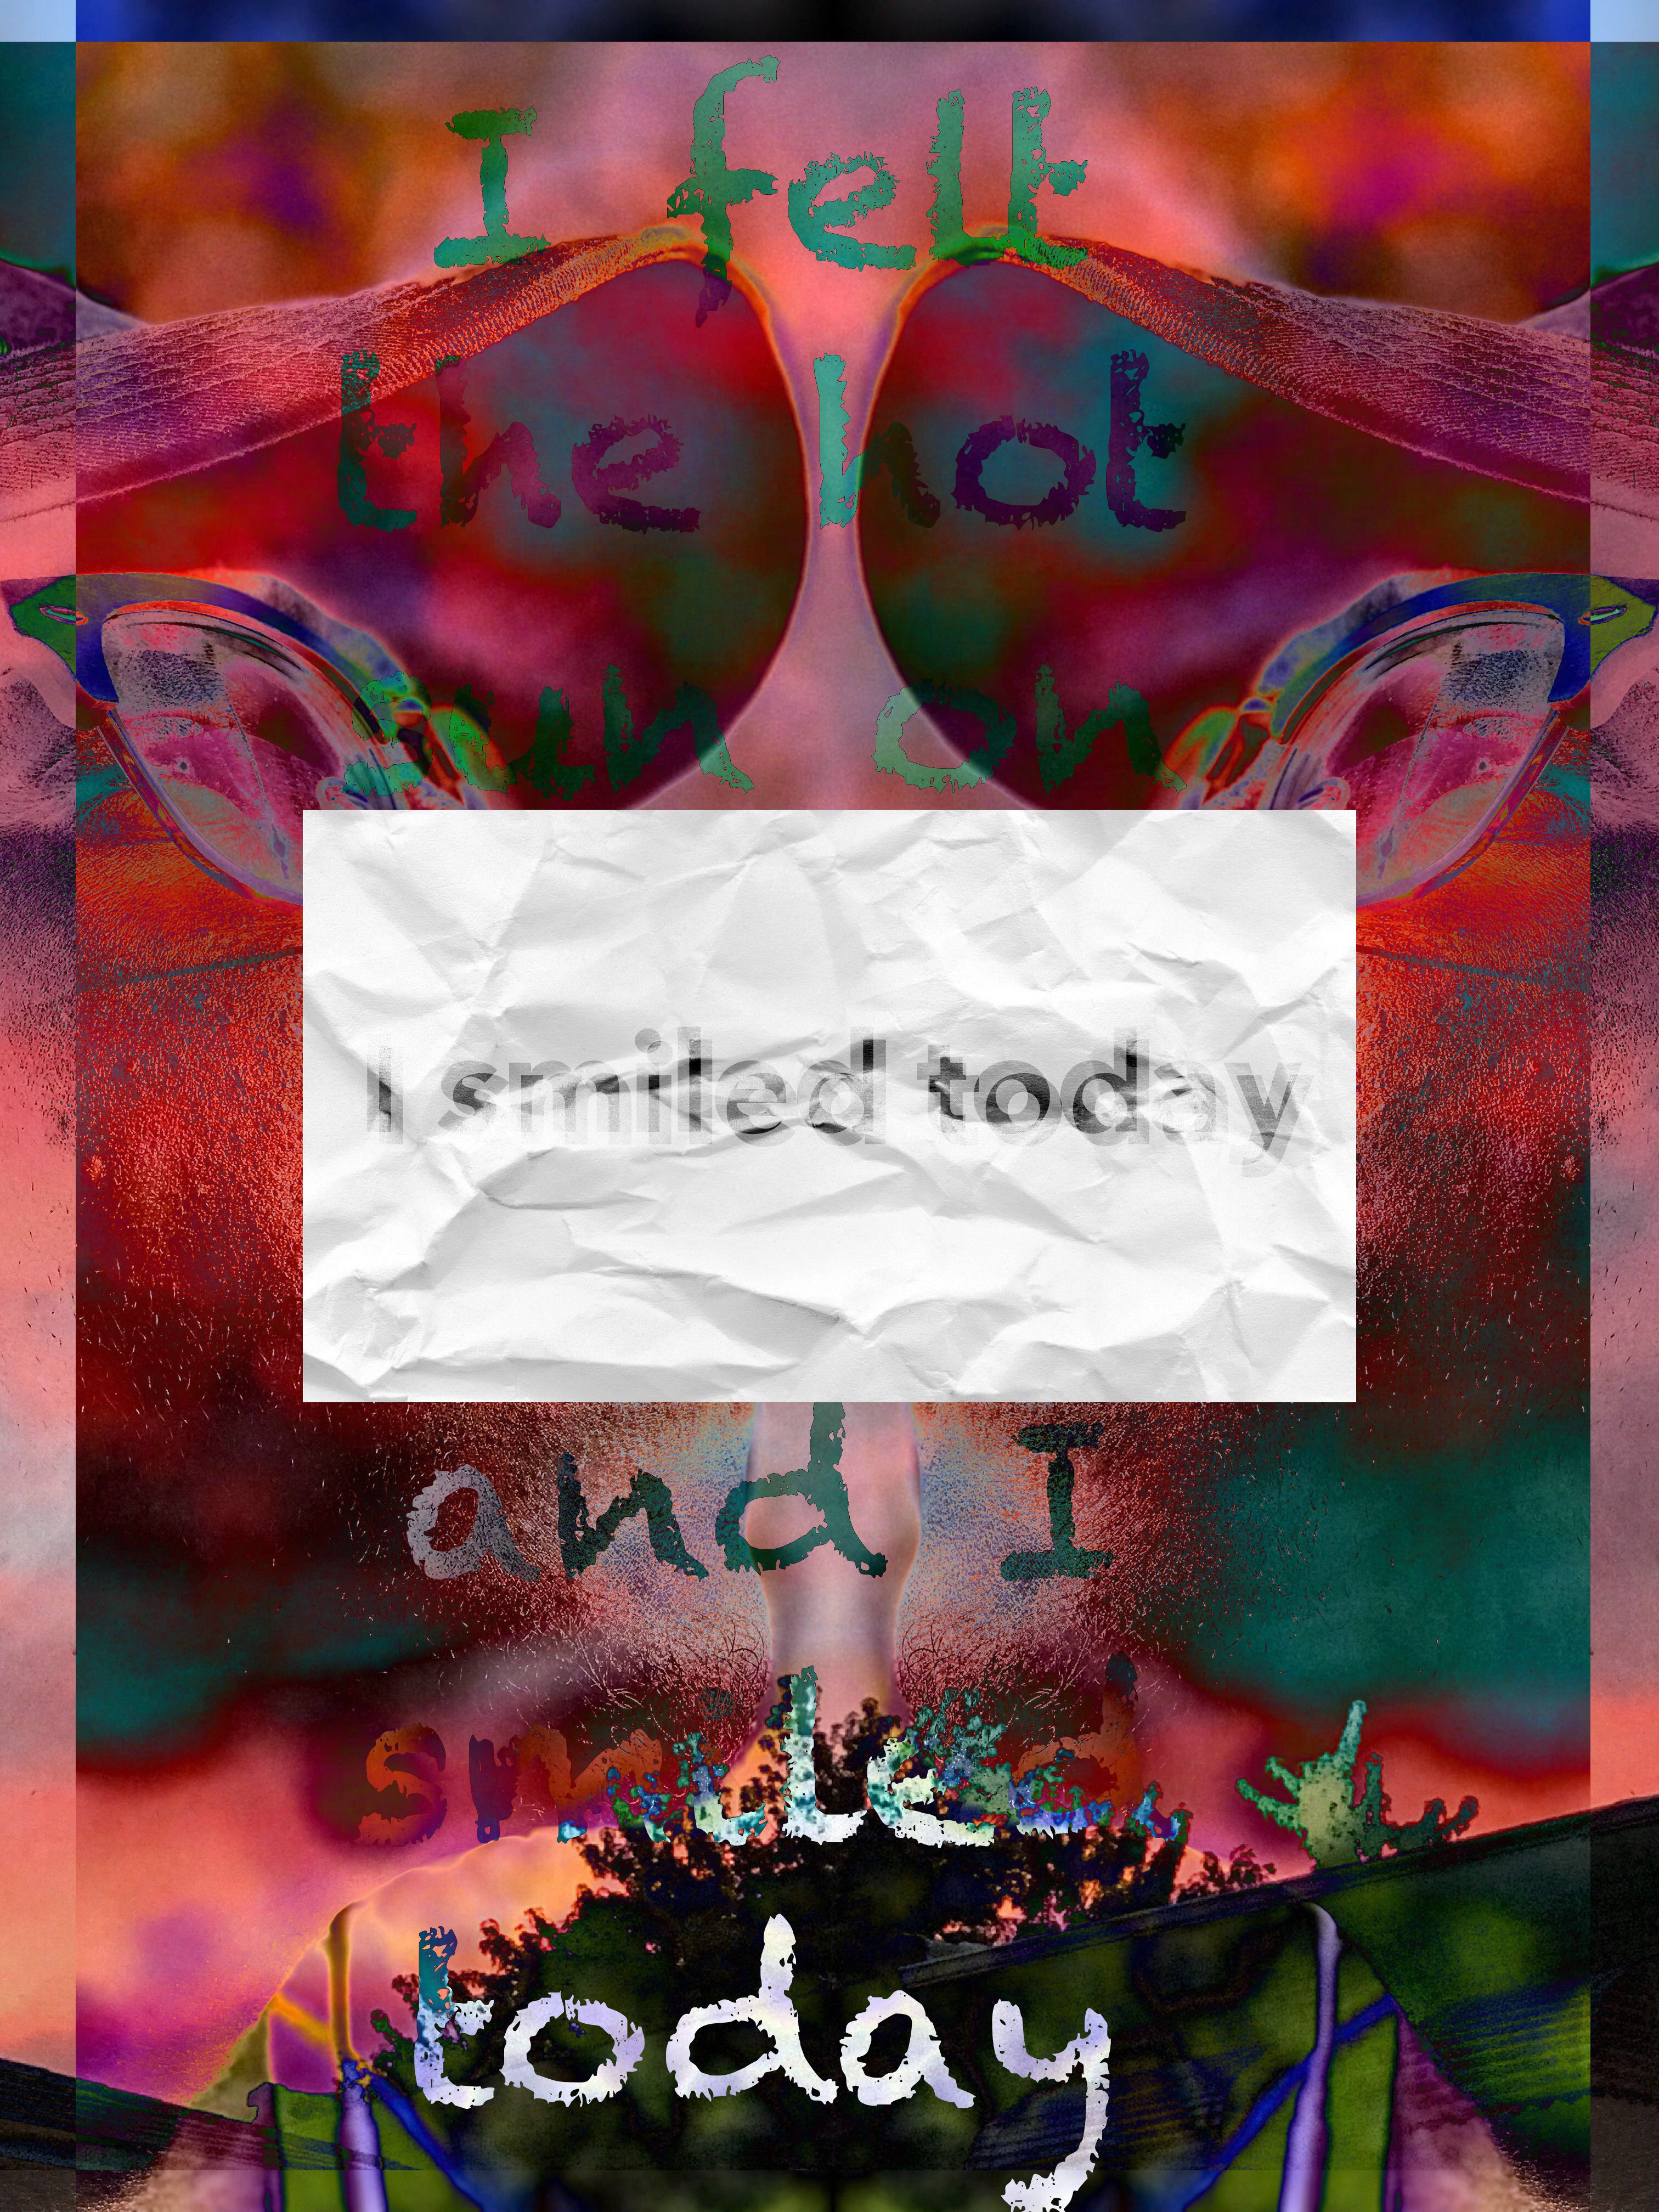 I felt
the hot
sun on
I smiled today
and I
smiled
today